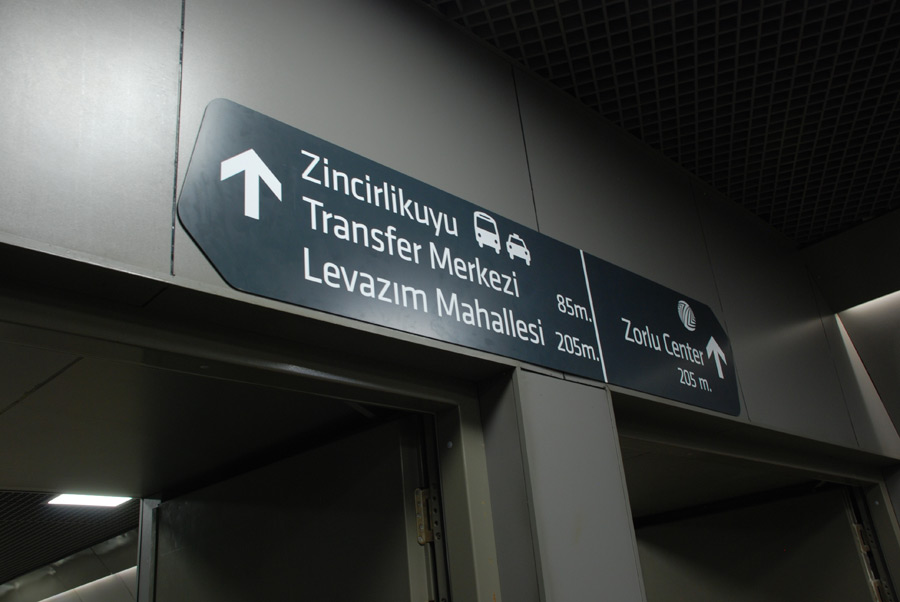 Zincirlikuyu
Transfer Merkezi 85m.
Levazım Mahallesi 205m.
Zorlu Center
205 m.